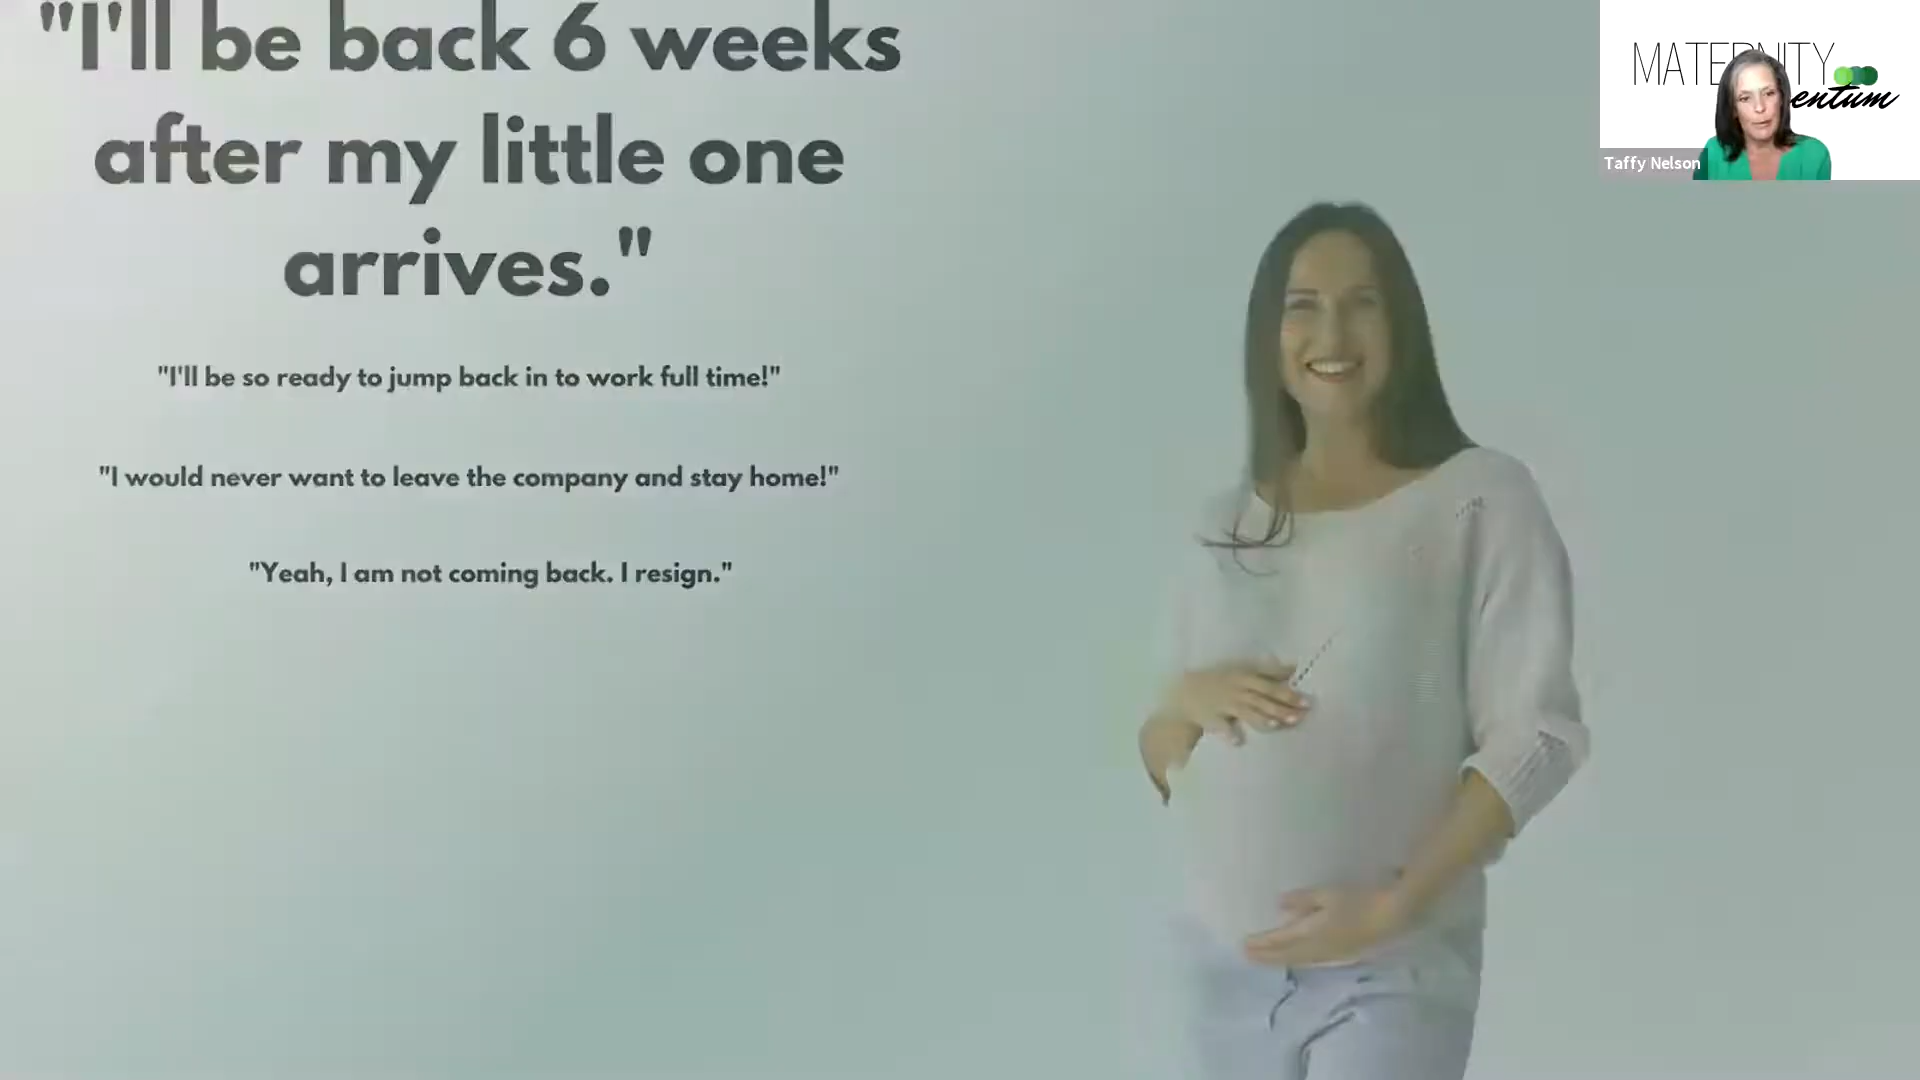 "I'll be back 6 weeks
after my little one
arrives."
"I'll be so ready to jump back in to work full time!"
"I would never want to leave the company and stay home!"
"Yeah, I am not coming back. I resign."
MATERNITY
entum
Taffy Nelson